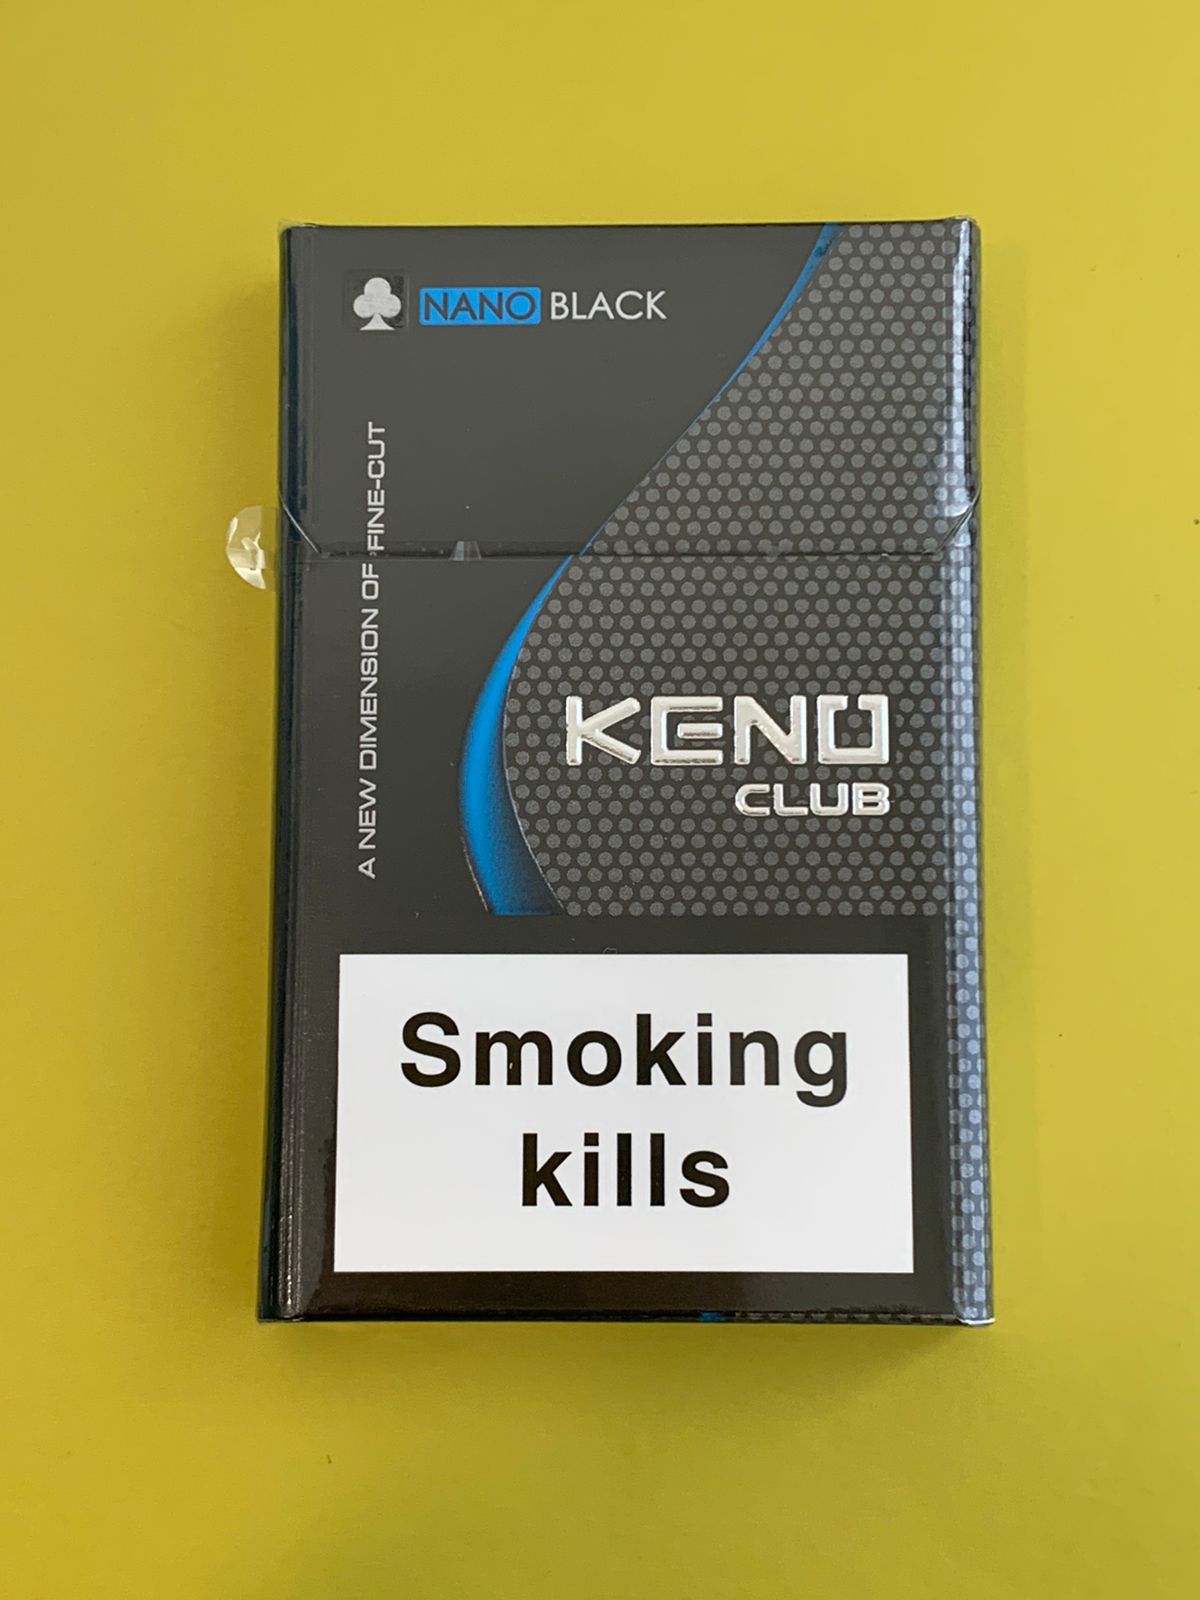 NANO BLACK
A NEW DIMENSION OF FINE-CUT
KENO
CLUB
Smoking
kills